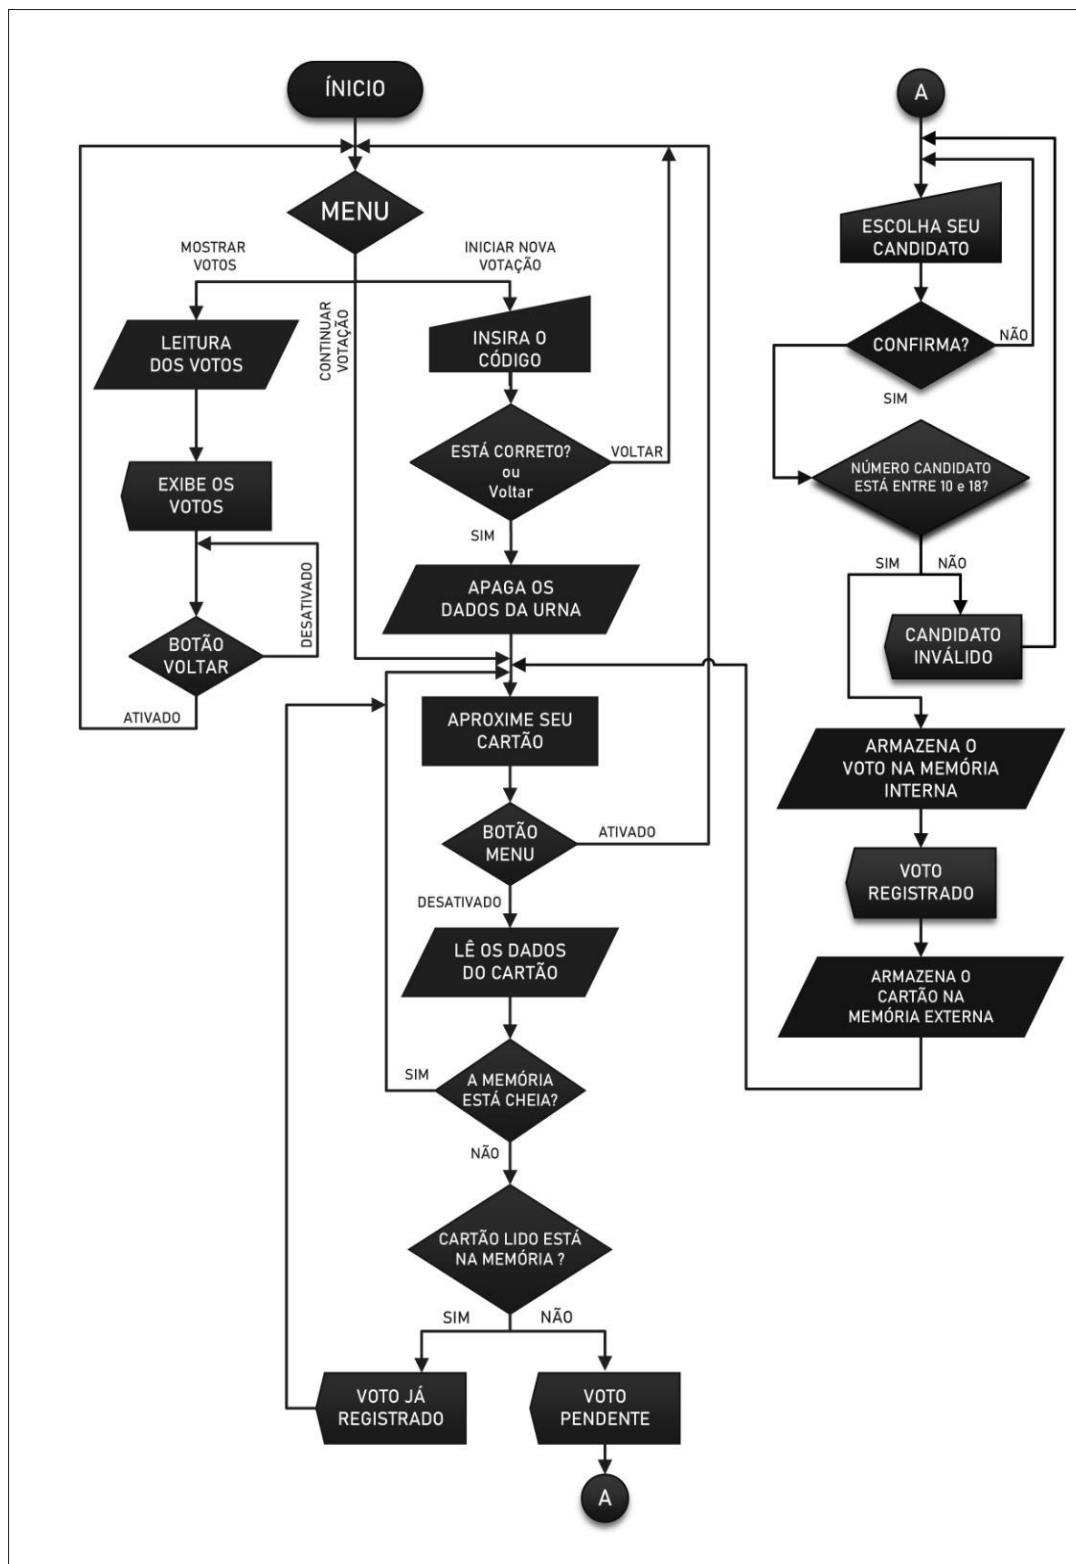 ÍNICIO
MENU
MOSTRAR
VOTOS
INICIAR NOVA
VOTAÇÃO
CONTINUAR
VOTAÇÃO
LEITURA
DOS VOTOS
INSIRA O
CÓDIGO
EXIBE OS
VOTOS
ESTÁ CORRETO?
ou
Voltar
VOLTAR
SIM
DESATIVADO
BOTÃO
VOLTAR
ATIVADO
APAGA OS
DADOS DA URNA
APROXIME SEU
CARTÃO
BOTÃO
MENU
ATIVADO
DESATIVADO
LÊ OS DADOS
DO CARTÃO
A MEMÓRIA
ESTÁ CHEIA?
SIM
NÃO
CARTÃO LIDO ESTÁ
NA MEMÓRIA ?
SIM
NÃO
VOTO JÁ
REGISTRADO
VOTO
PENDENTE
A
A
ESCOLHA SEU
CANDIDATO
CONFIRMA?
NÃO
SIM
NÚMERO CANDIDATO
ESTÁ ENTRE 10 e 18?
SIM
NÃO
CANDIDATO
INVÁLIDO
ARMAZENA O
VOTO NA MEMÓRIA
INTERNA
VOTO
REGISTRADO
ARMAZENA O
CARTÃO NA
MEMÓRIA EXTERNA